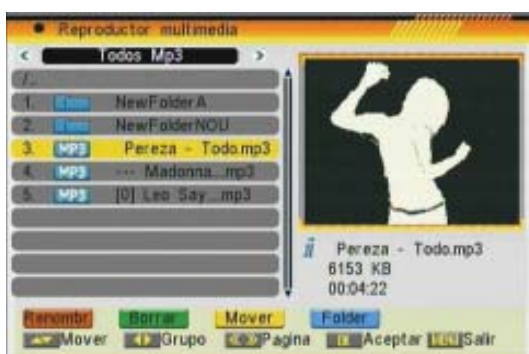 Reproductor multimedia
Todos Mp3
/..
1. NewFolderA
2. NewFolderNOU
3. MP3 Pereza - Todo.mp3
4. MP3 --- Madonna...mp3
5. MP3 [0] Leo Say...mp3
Pereza - Todo.mp3
6153 KB
00:04:22
Renombr Borrar Mover Folder
Mover Grupo Pagina Aceptar Salir